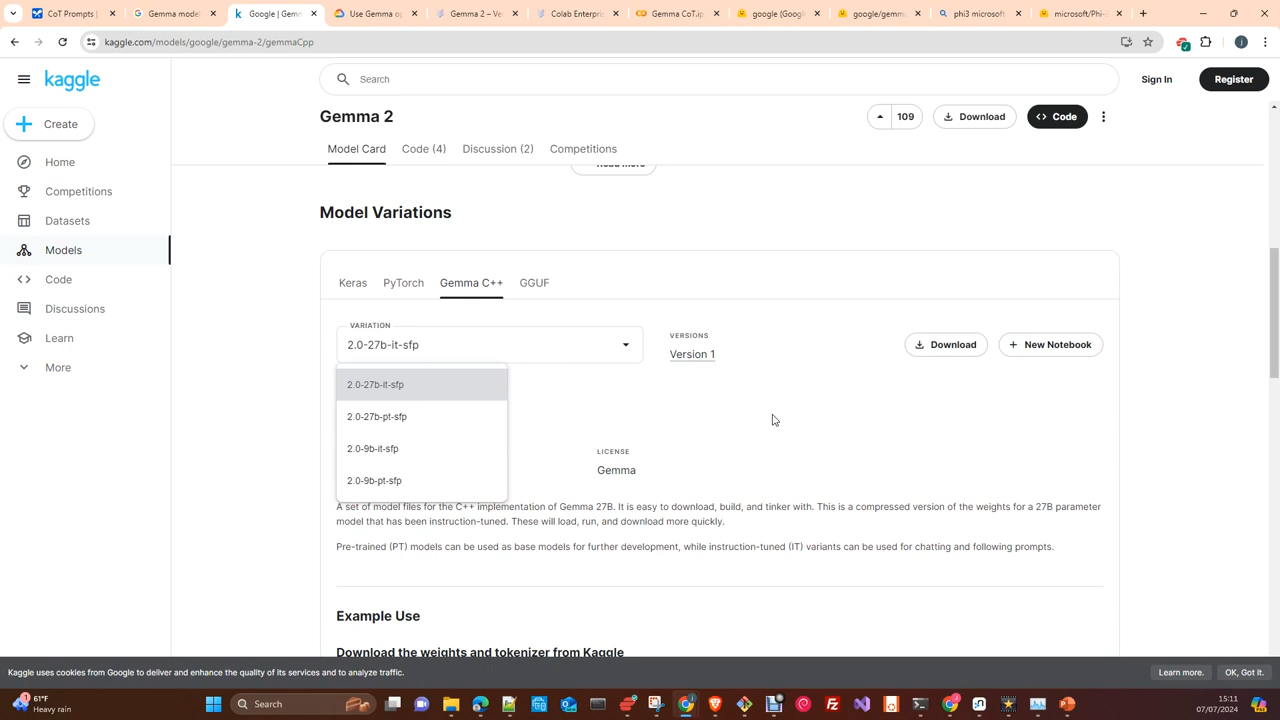 CoT Prompts
Google model
Google | Gemm
Use Gemma op
Gemma 2 – Ve
Colab Enterpris
Gemma CoT.ip
google (Google
google/gemma
phi3 microsoft
microsoft/Phi-
kaggle.com/models/google/gemma-2/gemmaCpp
kaggle
Search
Sign In
Register
Create
Home
Competitions
Datasets
Models
Code
Discussions
Learn
More
Gemma 2
109
Download
Code
Model Card
Code (4)
Discussion (2)
Competitions
Read more
Model Variations
Keras
PyTorch
Gemma C++
GGUF
VARIATION
2.0-27b-it-sfp
VERSIONS
Version 1
Download
New Notebook
2.0-27b-it-sfp
2.0-27b-pt-sfp
2.0-9b-it-sfp
2.0-9b-pt-sfp
LICENSE
Gemma
A set of model files for the C++ implementation of Gemma 27B. It is easy to download, build, and tinker with. This is a compressed version of the weights for a 27B parameter
model that has been instruction-tuned. These will load, run, and download more quickly.
Pre-trained (PT) models can be used as base models for further development, while instruction-tuned (IT) variants can be used for chatting and following prompts.
Example Use
Download the weights and tokenizer from Kaggle
Kaggle uses cookies from Google to deliver and enhance the quality of its services and to analyze traffic.
Learn more.
OK, Got it.
61°F
Heavy rain
Search
15:11
07/07/2024